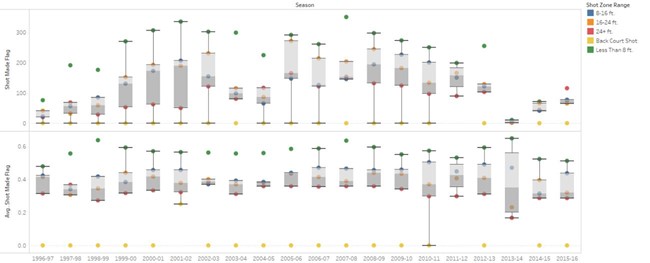 Season
Shot Zone Range
8-16 ft.
16-24 ft.
24+ ft.
Back Court Shot
Less Than 8 ft.
Shot Made Flag
300
200
100
0
Avg. Shot Made Flag
0.6
0.4
0.2
0.0
1996-97 1997-98 1998-99 1999-00 2000-01 2001-02 2002-03 2003-04 2004-05 2005-06 2006-07 2007-08 2008-09 2009-10 2010-11 2011-12 2012-13 2013-14 2014-15 2015-16